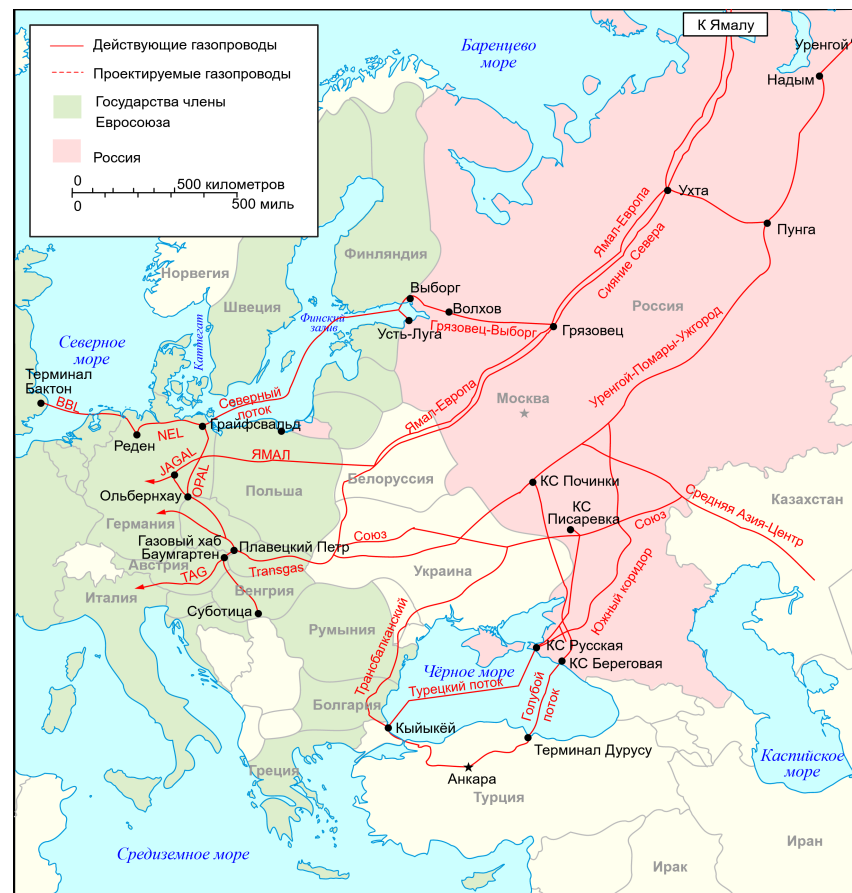 К Ямалу
Действующие газопроводы
Проектируемые газопроводы
Государства члены
Евросоюза
Россия
0
500 километров
0
500 миль
Баренцево
море
Уренгой
Надым
Ухта
Пунга
Ямал-Европа
Сияние Севера
Норвегия
Швеция
Финляндия
Россия
Выборг
Волхов
Финский
залив
Усть-Луга
Грязовец-Выборг
Грязовец
Каттегат
Северное
море
Терминал
Бактон
BBL
Реден
NEL
Северный
поток
Грайфсвальд
Ямал-Европа
Москва
Уренгой-Помары-Ужгород
JAGAL
OPAL
ЯМАЛ
Ольбернхау
Польша
Белоруссия
КС Починки
КС
Писаревка
Союз
Средняя Азия-Центр
Казахстан
Германия
Газовый хаб
Баумгартен
Плавецкий Петр
Союз
Transgas
Австрия
TAG
Венгрия
Украина
Италия
Суботица
Румыния
Трансбалканский
Южный коридор
КС Русская
КС Береговая
Чёрное море
Турецкий поток
Голубой
поток
Болгария
Кыйыкёй
Терминал Дурусу
Анкара
Греция
Турция
Каспийское
море
Средиземное море
Ирак
Иран